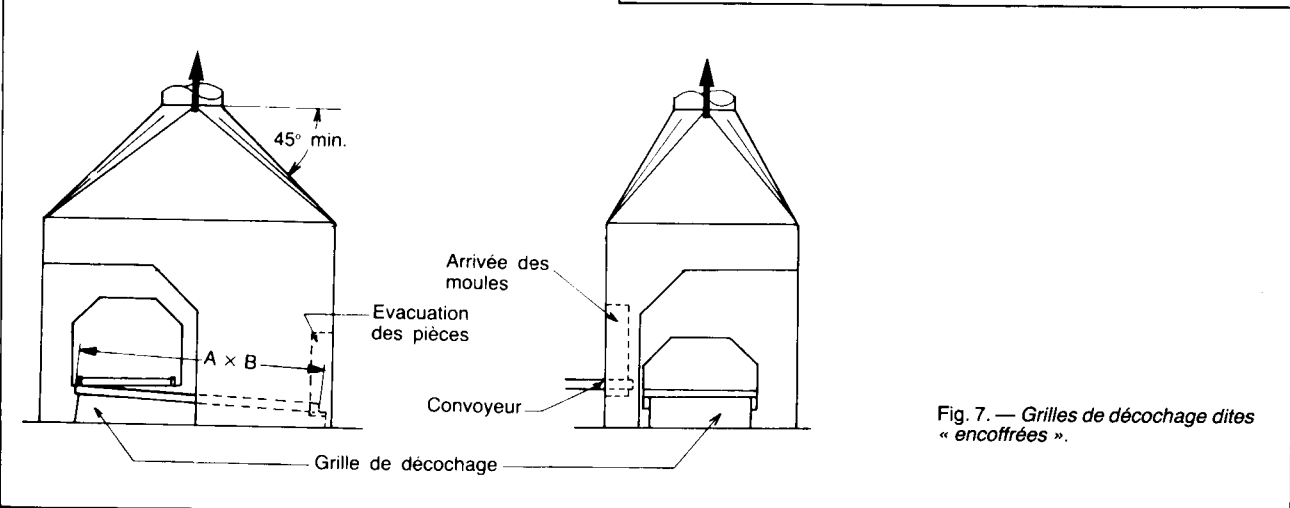 45° min.
Arrivée des
moules
Evacuation
des pièces
A × B
Convoyeur
Grille de décochage
Fig. 7. — Grilles de décochage dites
« encoffrées ».